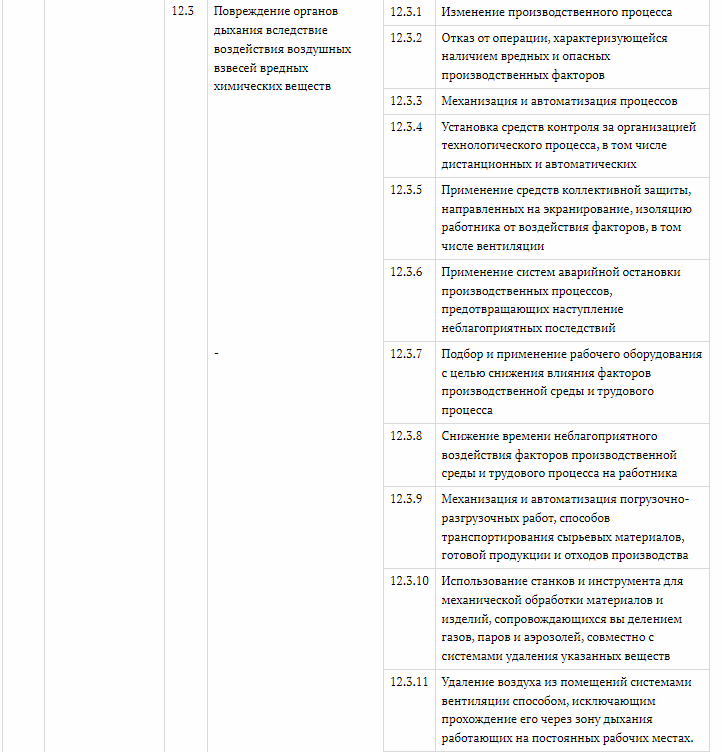 12.3
Повреждение органов
дыхания вследствие
воздействия воздушных
взвесей вредных
химических веществ
12.3.1
Изменение производственного процесса
12.3.2
Отказ от операции, характеризующейся
наличием вредных и опасных
производственных факторов
12.3.3
Механизация и автоматизация процессов
12.3.4
Установка средств контроля за организацией
технологического процесса, в том числе
дистанционных и автоматических
12.3.5
Применение средств коллективной защиты,
направленных на экранирование, изоляцию
работника от воздействия факторов, в том
числе вентиляции
12.3.6
Применение систем аварийной остановки
производственных процессов,
предотвращающих наступление
неблагоприятных последствий
-
12.3.7
Подбор и применение рабочего оборудования
с целью снижения влияния факторов
производственной среды и трудового
процесса
12.3.8
Снижение времени неблагоприятного
воздействия факторов производственной
среды и трудового процесса на работника
12.3.9
Механизация и автоматизация погрузочно-
разгрузочных работ, способов
транспортирования сырьевых материалов,
готовой продукции и отходов производства
12.3.10
Использование станков и инструмента для
механической обработки материалов и
изделий, сопровождающихся вы делением
газов, паров и аэрозолей, совместно с
системами удаления указанных веществ
12.3.11
Удаление воздуха из помещений системами
вентиляции способом, исключающим
прохождение его через зону дыхания
работающих на постоянных рабочих местах.